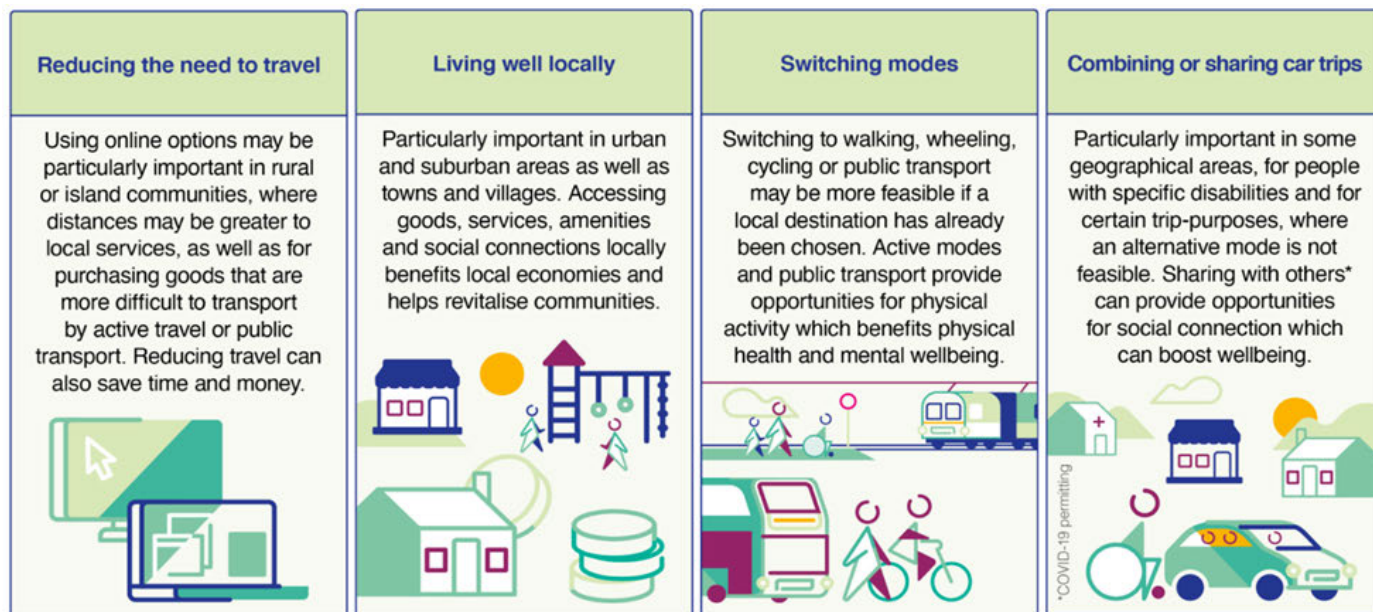 Reducing the need to travel
Using online options may be
particularly important in rural
or island communities, where
distances may be greater to
local services, as well as for
purchasing goods that are
more difficult to transport
by active travel or public
transport. Reducing travel can
also save time and money.
Living well locally
Particularly important in urban
and suburban areas as well as
towns and villages. Accessing
goods, services, amenities
and social connections locally
benefits local economies and
helps revitalise communities.
Switching modes
Switching to walking, wheeling,
cycling or public transport
may be more feasible if a
local destination has already
been chosen. Active modes
and public transport provide
opportunities for physical
activity which benefits physical
health and mental wellbeing.
Combining or sharing car trips
Particularly important in some
geographical areas, for people
with specific disabilities and for
certain trip-purposes, where
an alternative mode is not
feasible. Sharing with others*
can provide opportunities
for social connection which
can boost wellbeing.
*COVID-19 permitting